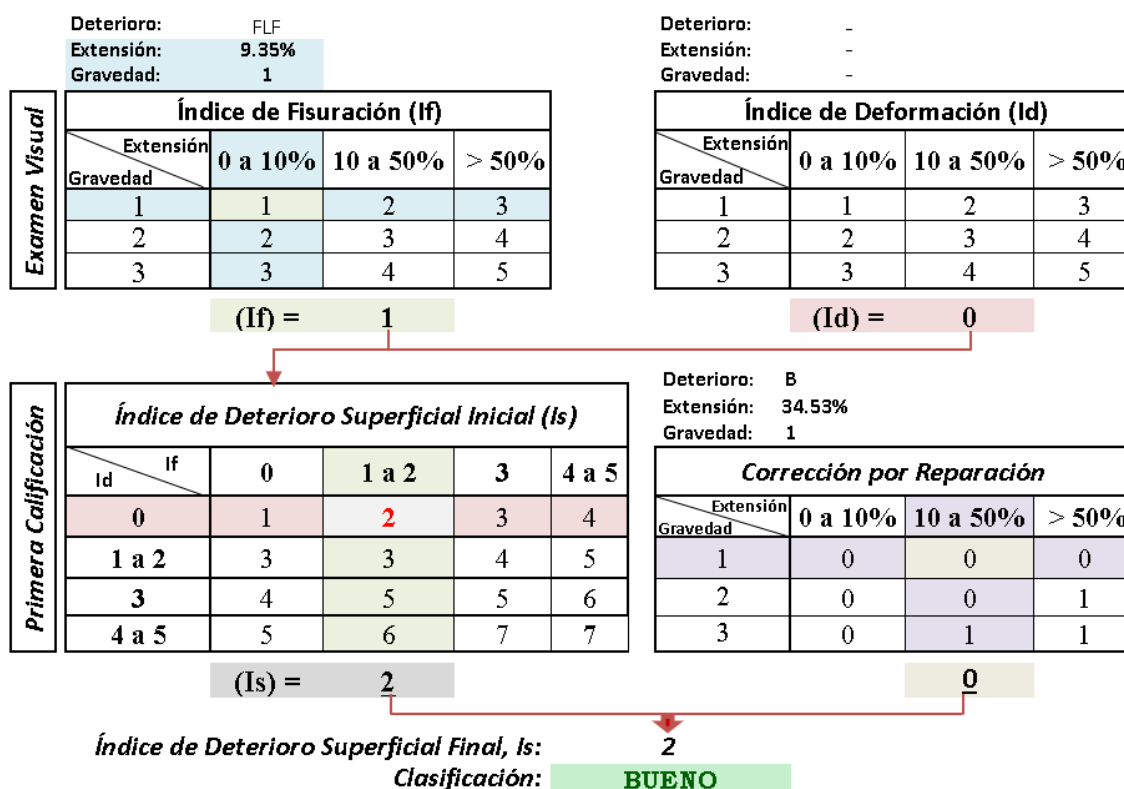 Deterioro: FLF
Extensión: 9.35%
Gravedad: 1
Deterioro: -
Extensión: -
Gravedad: -
Examen Visual
Índice de Fisuración (If)
Extensión
Gravedad
0 a 10% 10 a 50% > 50%
1 1 2 3
2 2 3 4
3 3 4 5
(If) = 1
Índice de Deformación (Id)
Extensión
Gravedad
0 a 10% 10 a 50% > 50%
1 1 2 3
2 2 3 4
3 3 4 5
(Id) = 0
Primera Calificación
Índice de Deterioro Superficial Inicial (Is)
If
Id
0 1 a 2 3 4 a 5
0 1 2 3 4
1 a 2 3 3 4 5
3 4 5 5 6
4 a 5 5 6 7 7
(Is) = 2
Deterioro: B
Extensión: 34.53%
Gravedad: 1
Corrección por Reparación
Extensión
Gravedad
0 a 10% 10 a 50% > 50%
1 0 0 0
2 0 0 1
3 0 1 1
0
Índice de Deterioro Superficial Final, Is: 2
Clasificación: BUENO